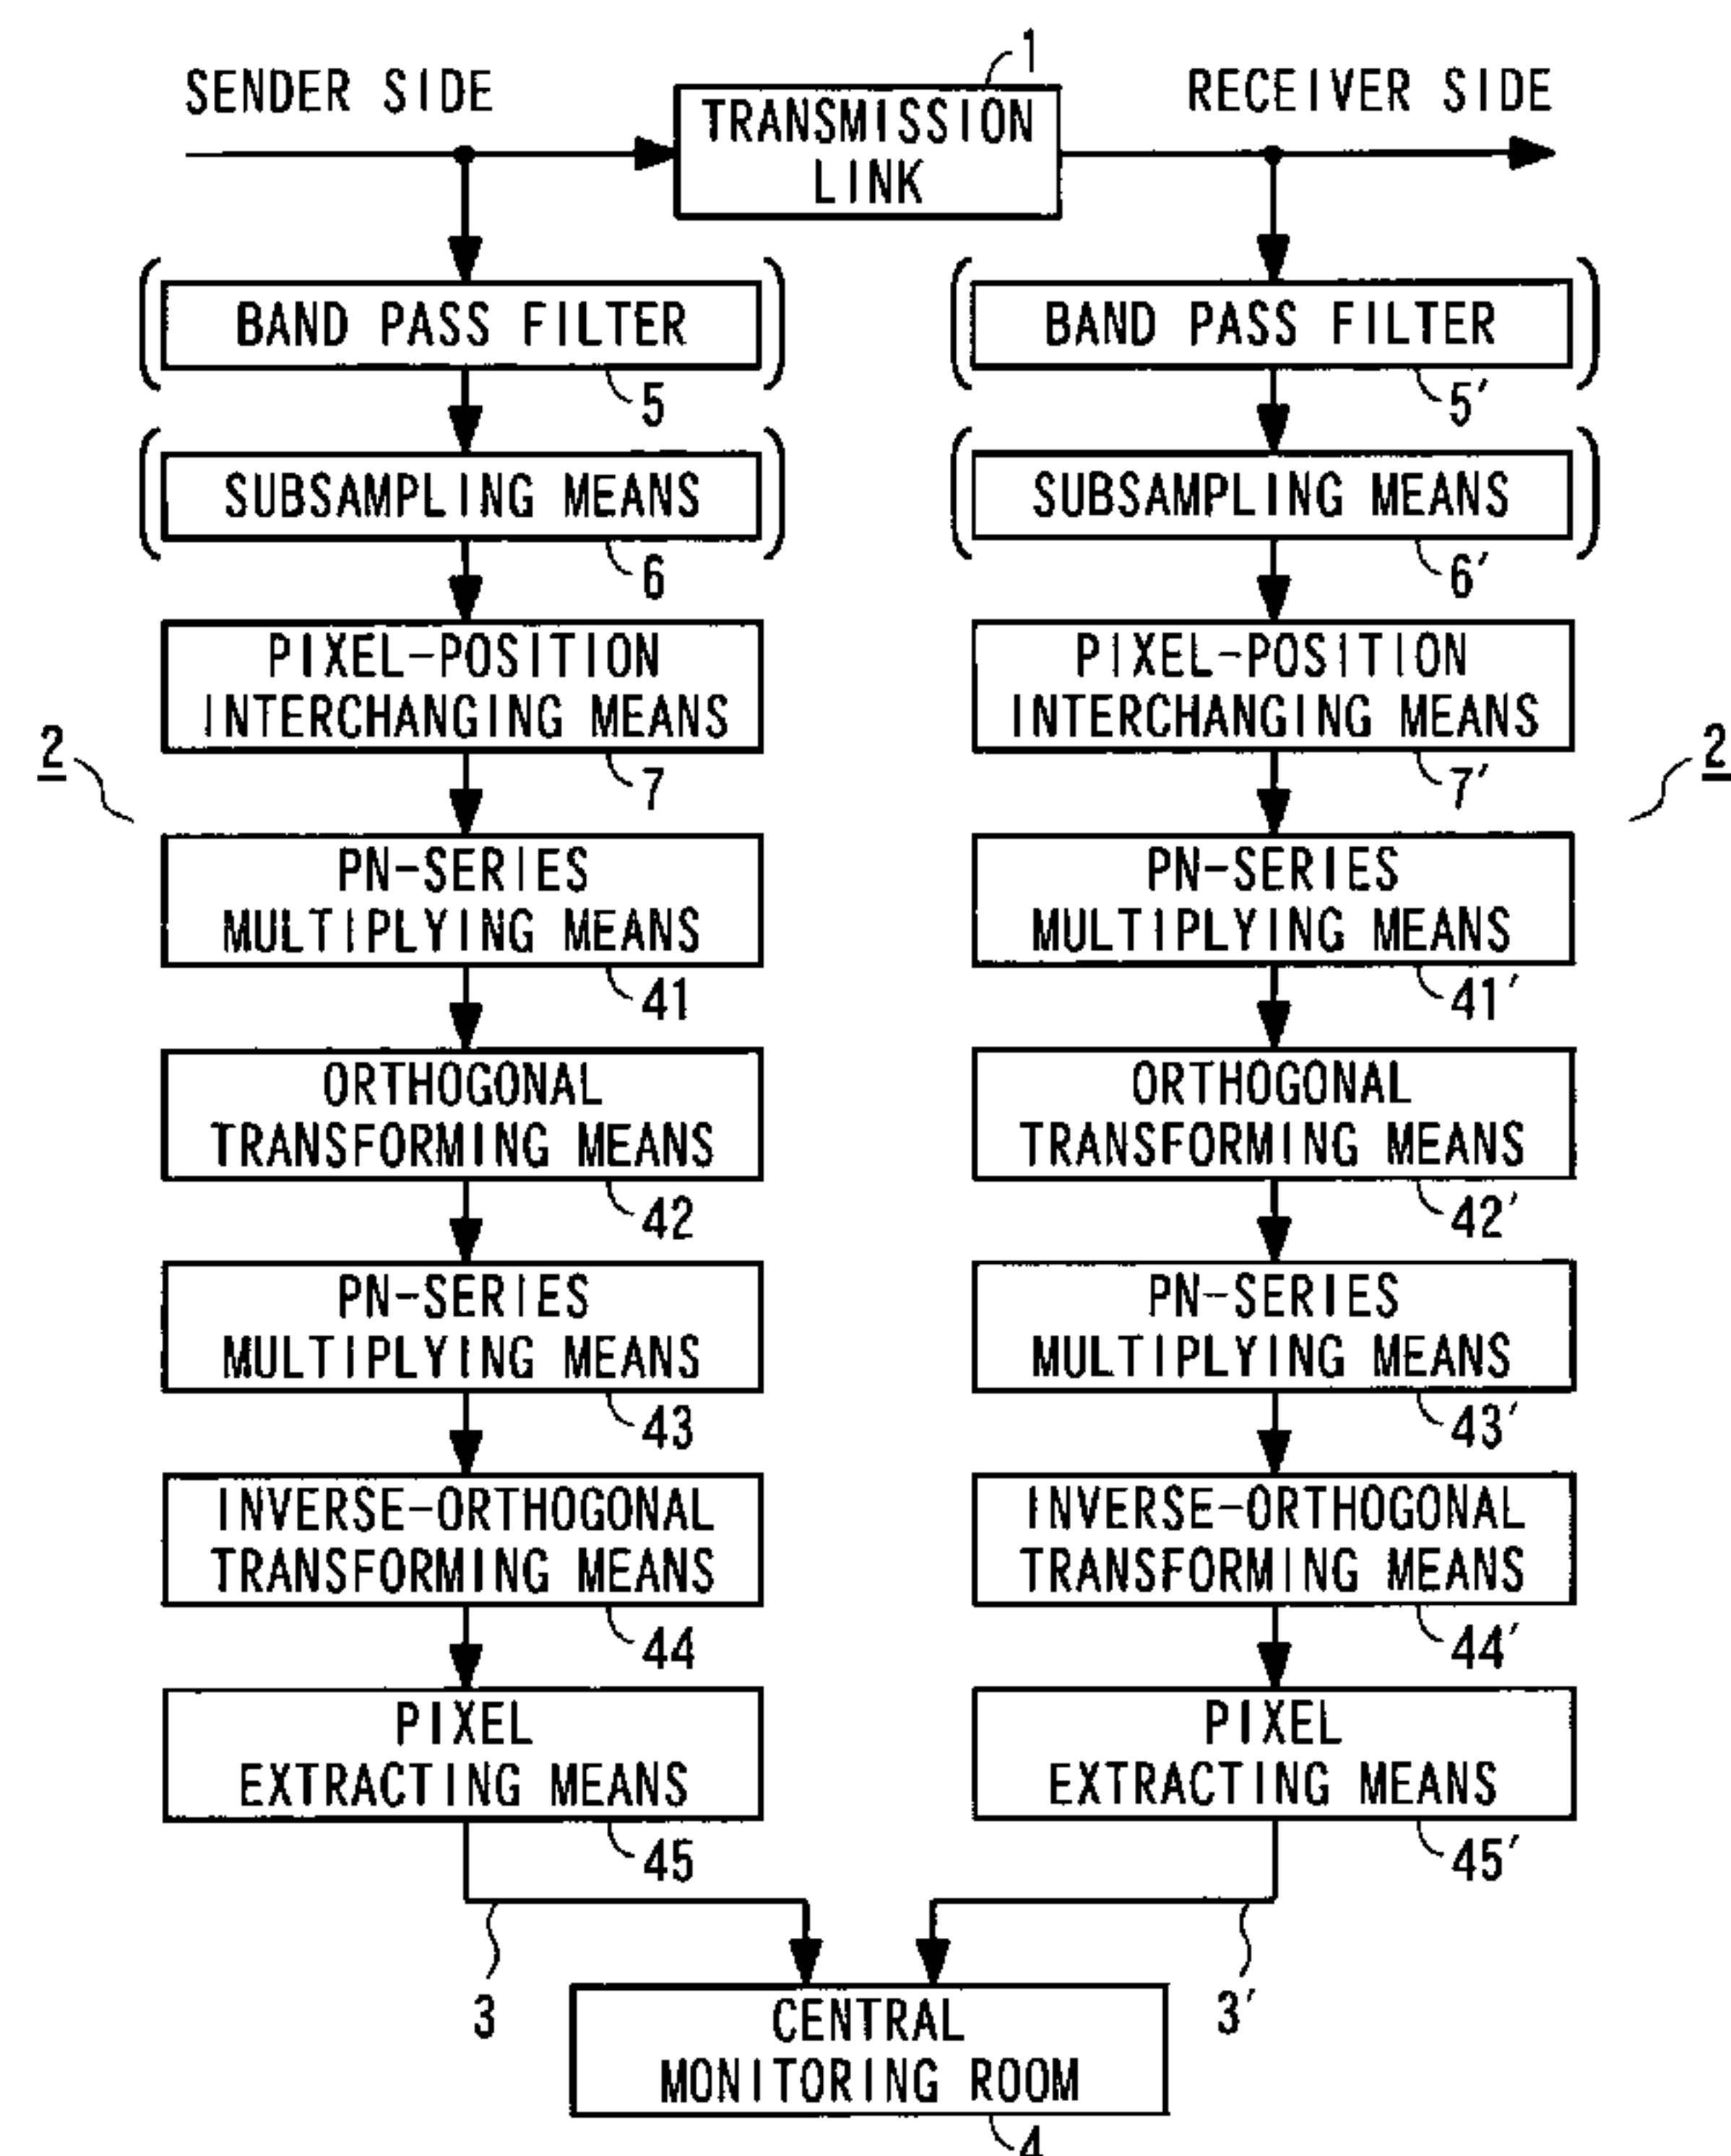 1
SENDER SIDE
TRANSMISSION
LINK
RECEIVER SIDE
BAND PASS FILTER
5
BAND PASS FILTER
5′
SUBSAMPLING MEANS
6
SUBSAMPLING MEANS
6′
PIXEL-POSITION
INTERCHANGING MEANS
7
PIXEL-POSITION
INTERCHANGING MEANS
7′
2
2
PN-SERIES
MULTIPLYING MEANS
41
PN-SERIES
MULTIPLYING MEANS
41′
ORTHOGONAL
TRANSFORMING MEANS
42
ORTHOGONAL
TRANSFORMING MEANS
42′
PN-SERIES
MULTIPLYING MEANS
43
PN-SERIES
MULTIPLYING MEANS
43′
INVERSE-ORTHOGONAL
TRANSFORMING MEANS
44
INVERSE-ORTHOGONAL
TRANSFORMING MEANS
44′
PIXEL
EXTRACTING MEANS
45
PIXEL
EXTRACTING MEANS
45′
3
3′
CENTRAL
MONITORING ROOM
4